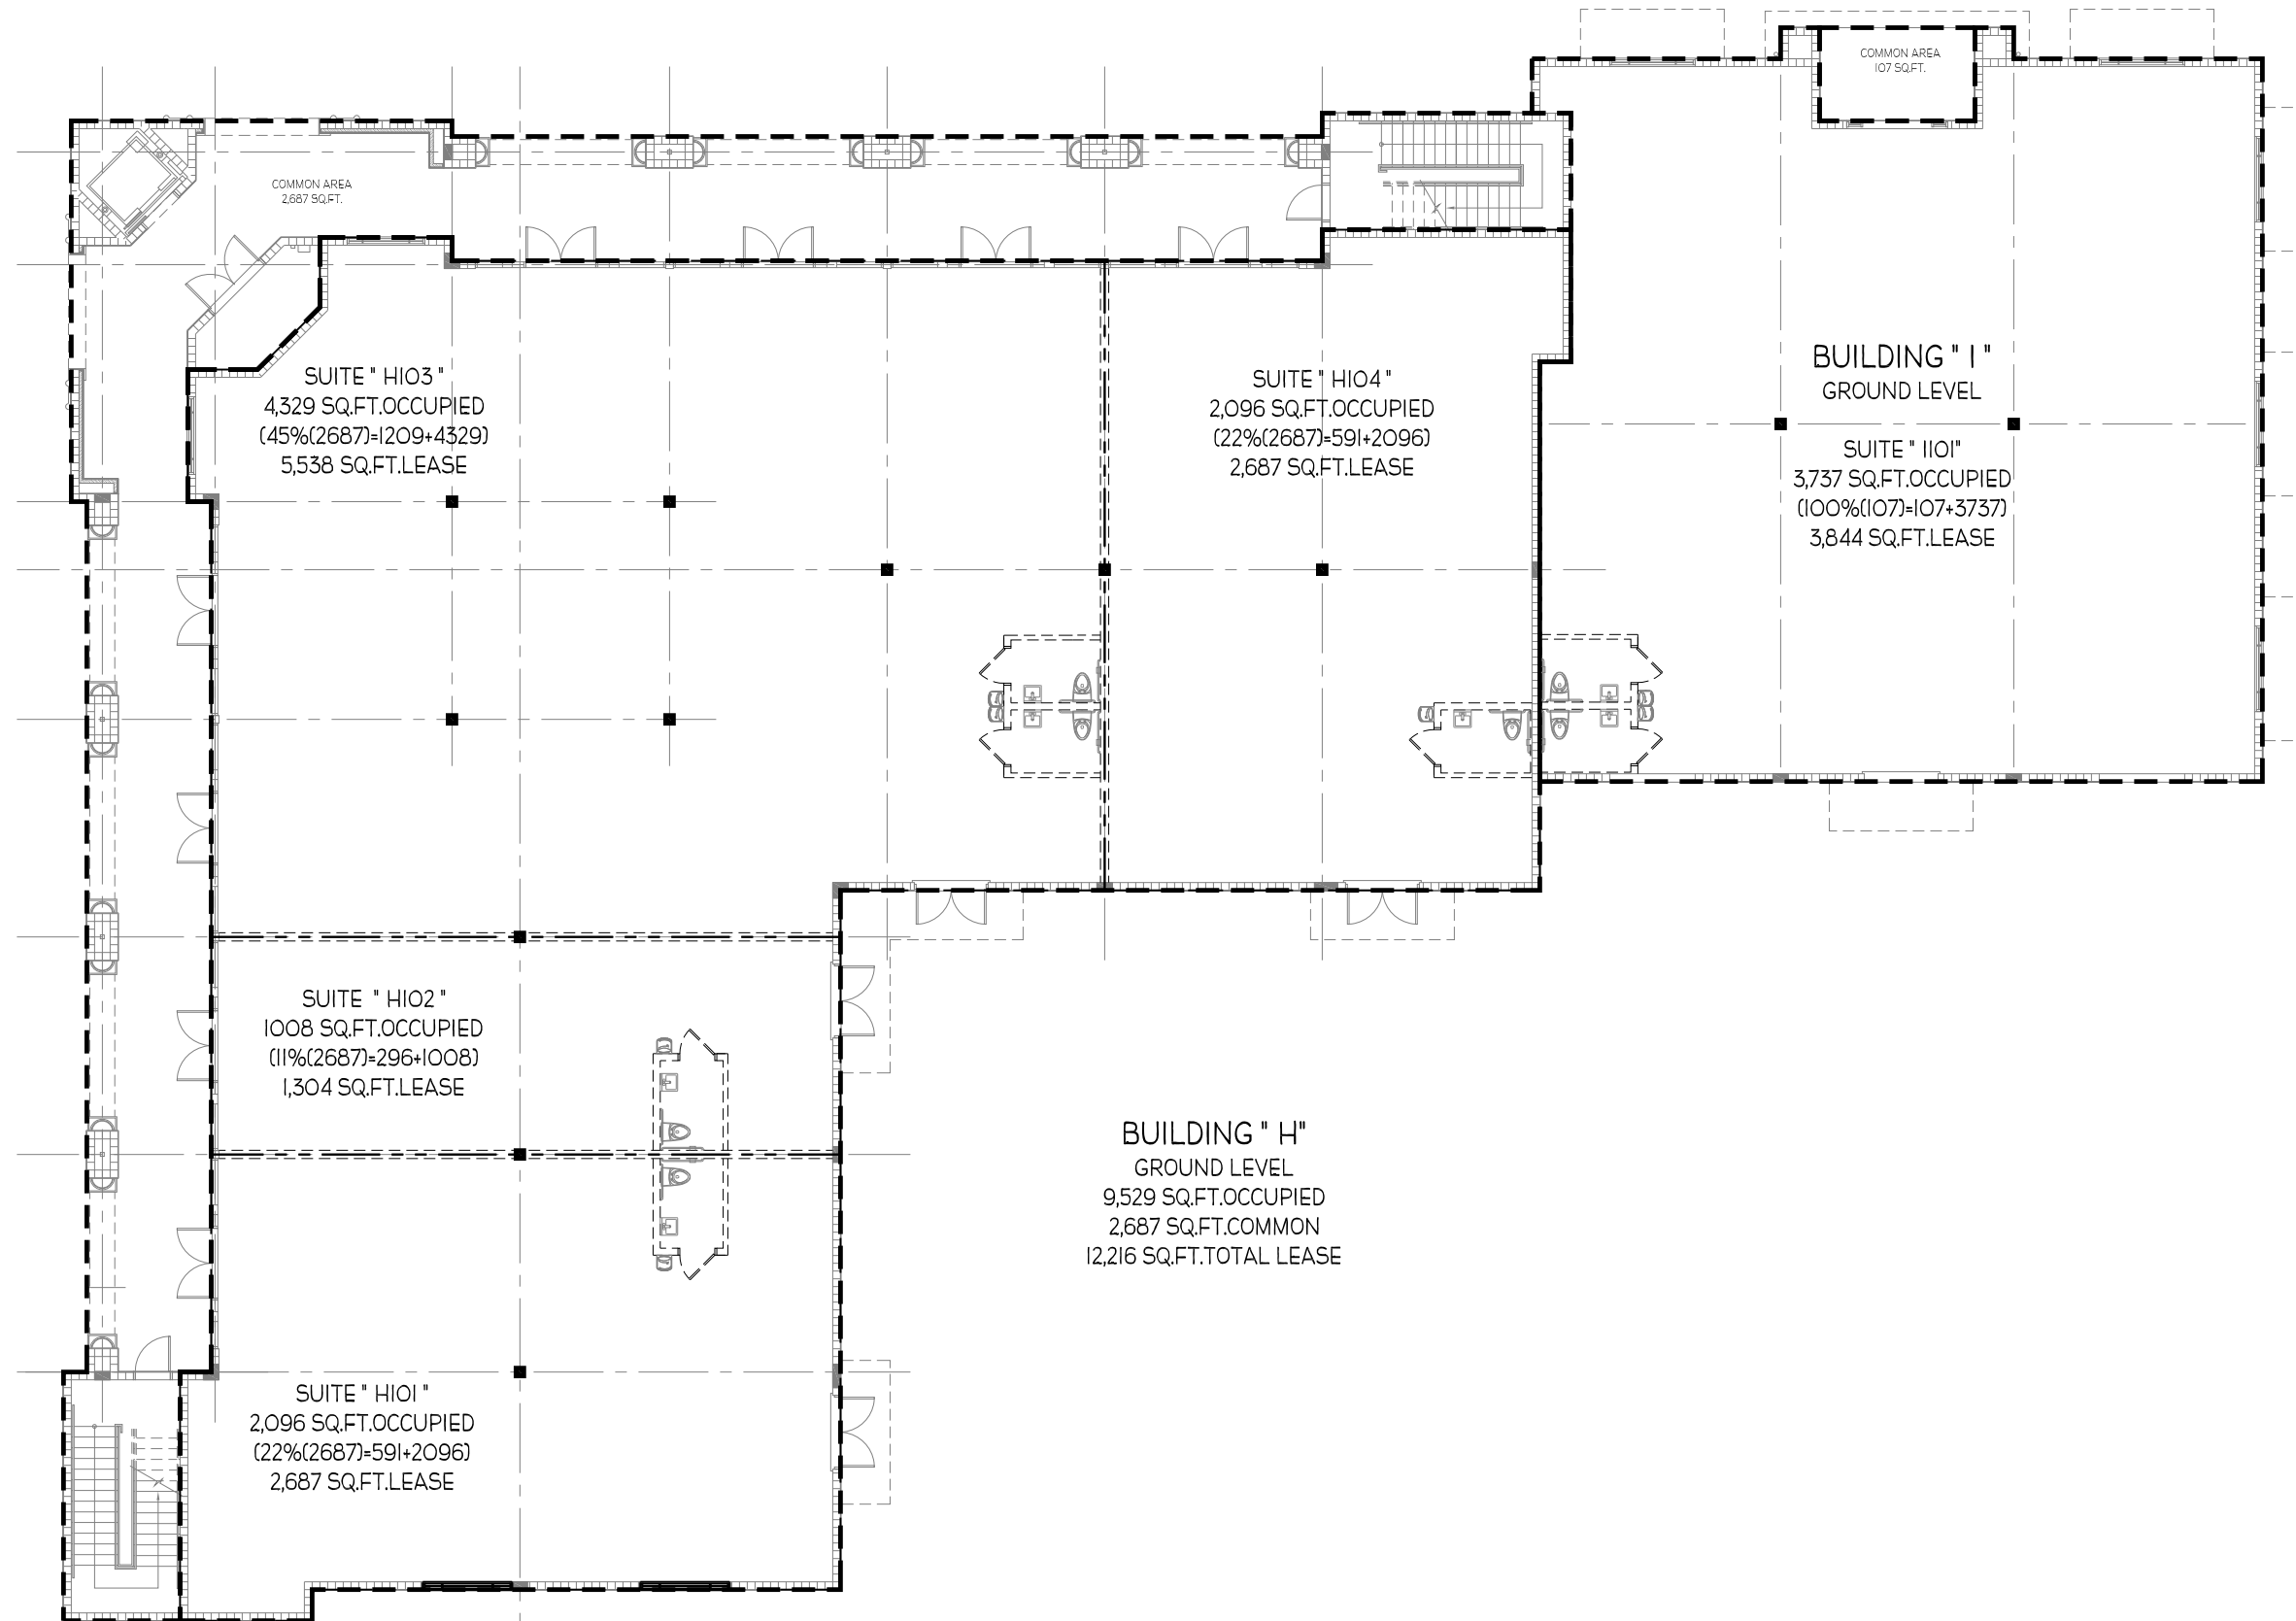 COMMON AREA
107 SQ.FT.
COMMON AREA
2,687 SQ.FT.
BUILDING " I "
GROUND LEVEL
SUITE " I101"
3,737 SQ.FT.OCCUPIED
(100%(107)=107+3737)
3,844 SQ.FT.LEASE
SUITE " H103 "
4,329 SQ.FT.OCCUPIED
(45%(2687)=1209+4329)
5,538 SQ.FT.LEASE
SUITE " H104 "
2,096 SQ.FT.OCCUPIED
(22%(2687)=591+2096)
2,687 SQ.FT.LEASE
SUITE " H102 "
1008 SQ.FT.OCCUPIED
(11%(2687)=296+1008)
1,304 SQ.FT.LEASE
BUILDING " H"
GROUND LEVEL
9,529 SQ.FT.OCCUPIED
2,687 SQ.FT.COMMON
12,216 SQ.FT.TOTAL LEASE
SUITE " H101 "
2,096 SQ.FT.OCCUPIED
(22%(2687)=591+2096)
2,687 SQ.FT.LEASE